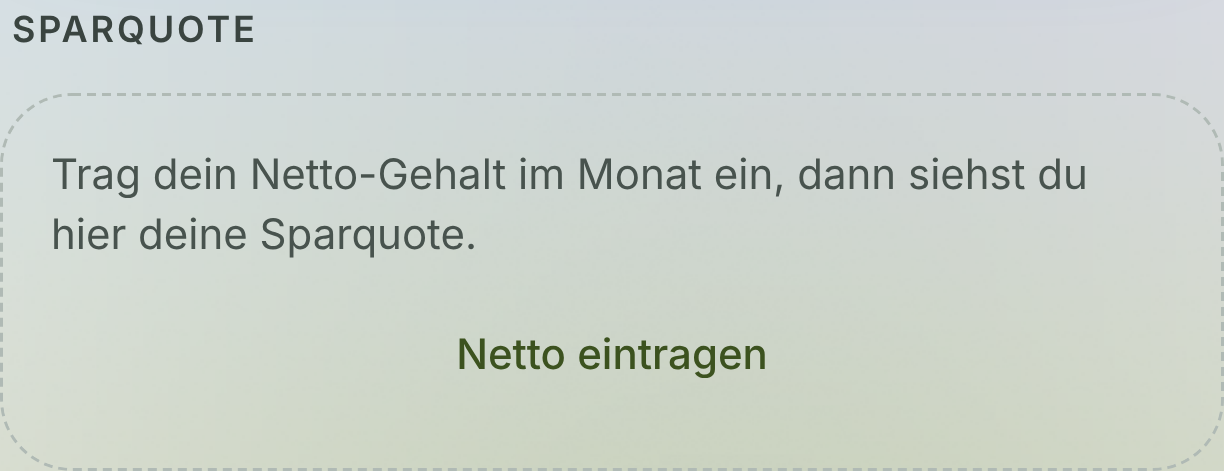 SPARQUOTE
Trag dein Netto-Gehalt im Monat ein, dann siehst du
hier deine Sparquote.
Netto eintragen